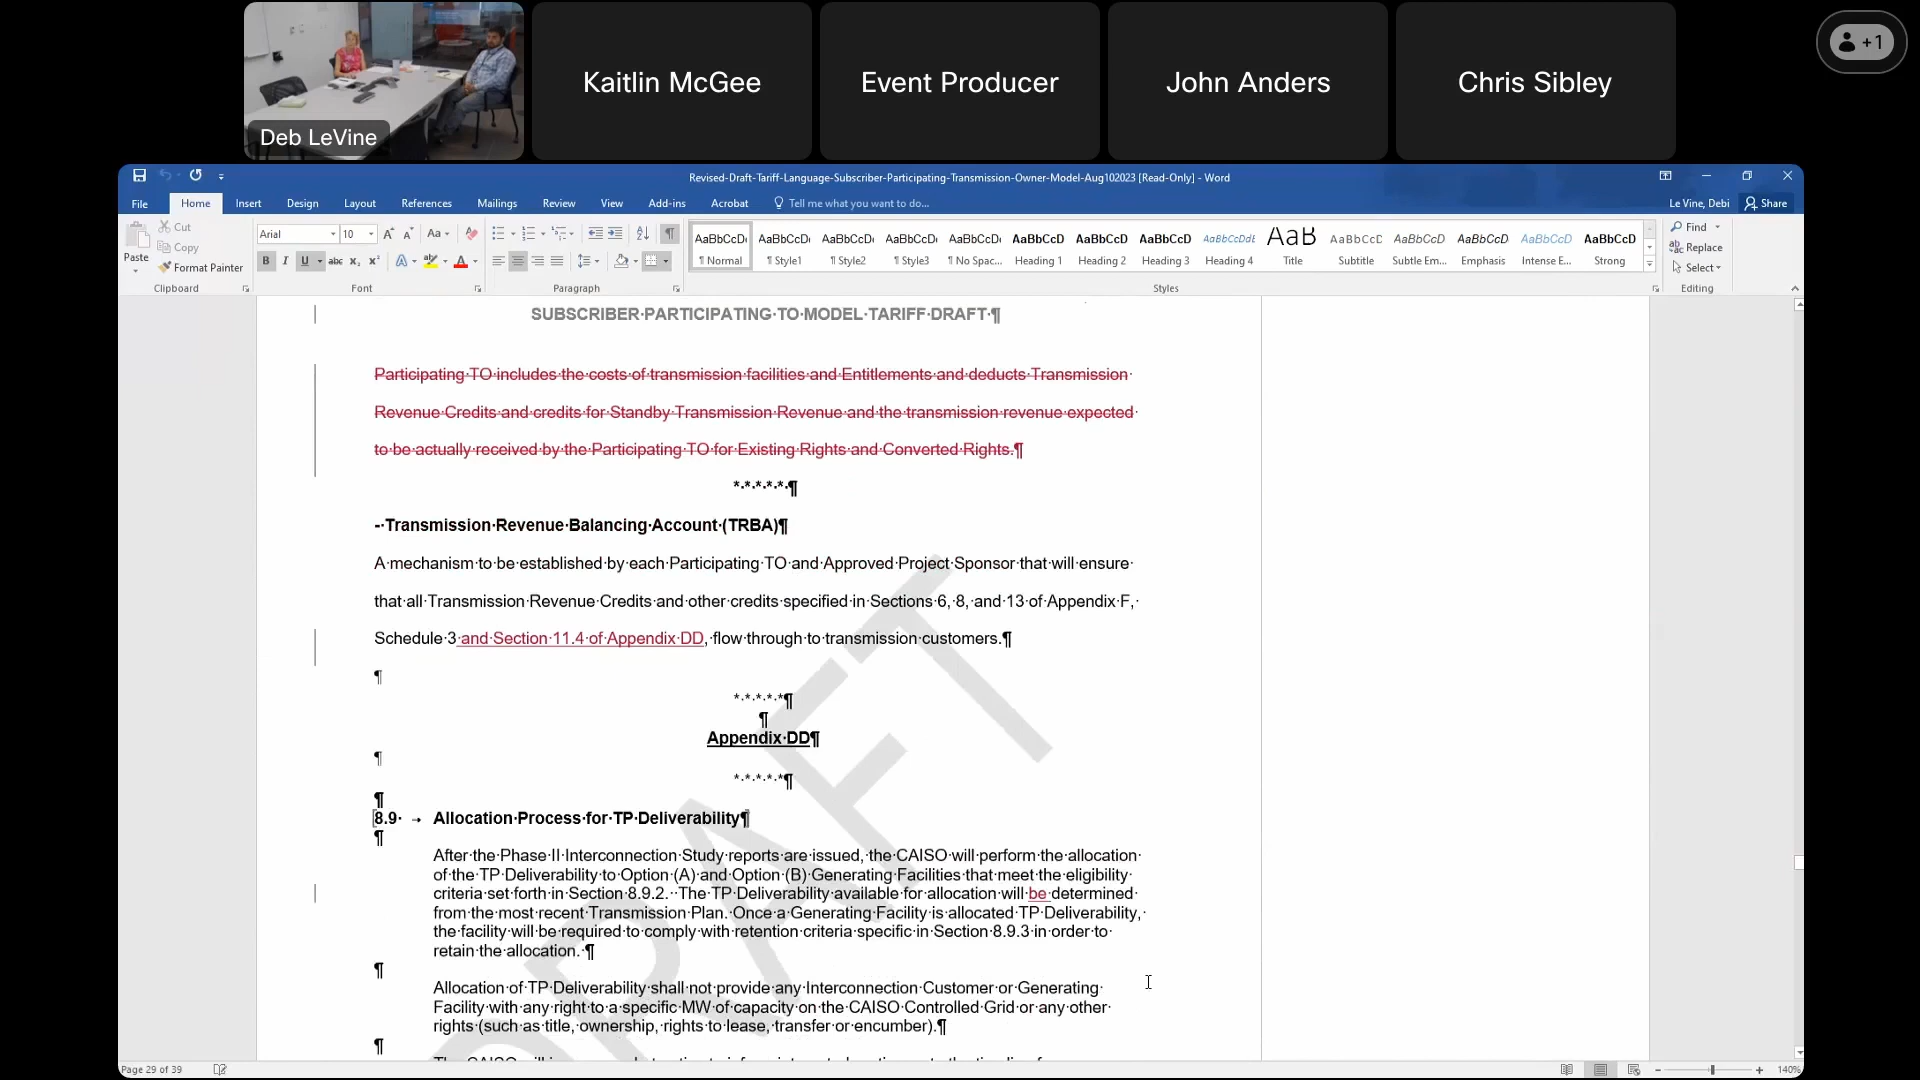 Deb LeVine
Kaitlin McGee
Event Producer
John Anders
Chris Sibley
+1
Revised-Draft-Tariff-Language-Subscriber-Participating-Transmission-Owner-Model-Aug102023 [Read-Only] - Word
File Home Insert Design Layout References Mailings Review View Add-ins Acrobat Tell me what you want to do... Le Vine, Debi Share
Paste
Cut
Copy
Format Painter
Clipboard
Arial 10
Font
Paragraph
AaBbCcDc AaBbCcDc AaBbCcDc AaBbCcDc AaBbCcDc AaBbCcD AaBbCcD AaBbCcD AaBbCcDdE AaB AaBbCcC AaBbCcD AaBbCcD AaBbCcD AaBbCcD
¶ Normal ¶ Style1 ¶ Style2 ¶ Style3 ¶ No Spac... Heading 1 Heading 2 Heading 3 Heading 4 Title Subtitle Subtle Em... Emphasis Intense E... Strong
Styles
Find
Replace
Select
Editing
SUBSCRIBER·PARTICIPATING·TO·MODEL·TARIFF·DRAFT·¶
Participating·TO·includes·the·costs·of·transmission·facilities·and·Entitlements·and·deducts·Transmission·
Revenue·Credits·and·credits·for·Standby·Transmission·Revenue·and·the·transmission·revenue·expected·
to·be·actually·received·by·the·Participating·TO·for·Existing·Rights·and·Converted·Rights.¶
*·*·*·*·*·¶
-·Transmission·Revenue·Balancing·Account·(TRBA)¶
A·mechanism·to·be·established·by·each·Participating·TO·and·Approved·Project·Sponsor·that·will·ensure·
that·all·Transmission·Revenue·Credits·and·other·credits·specified·in·Sections·6,·8,·and·13·of·Appendix·F,·
Schedule·3·and·Section·11.4·of·Appendix·DD,·flow·through·to·transmission·customers.¶
¶
*·*·*·*·*¶
¶
Appendix·DD¶
¶
*·*·*·*·*¶
¶
8.9· → Allocation·Process·for·TP·Deliverability¶
¶
After·the·Phase·II·Interconnection·Study·reports·are·issued,·the·CAISO·will·perform·the·allocation·
of·the·TP·Deliverability·to·Option·(A)·and·Option·(B)·Generating·Facilities·that·meet·the·eligibility·
criteria·set·forth·in·Section·8.9.2.··The·TP·Deliverability·available·for·allocation·will·be·determined·
from·the·most·recent·Transmission·Plan.·Once·a·Generating·Facility·is·allocated·TP·Deliverability,·
the·facility·will·be·required·to·comply·with·retention·criteria·specific·in·Section·8.9.3·in·order·to·
retain·the·allocation.·¶
¶
Allocation·of·TP·Deliverability·shall·not·provide·any·Interconnection·Customer·or·Generating·
Facility·with·any·right·to·a·specific·MW·of·capacity·on·the·CAISO·Controlled·Grid·or·any·other·
rights·(such·as·title,·ownership,·rights·to·lease,·transfer·or·encumber).¶
¶
DRAFT
Page 29 of 39
140%